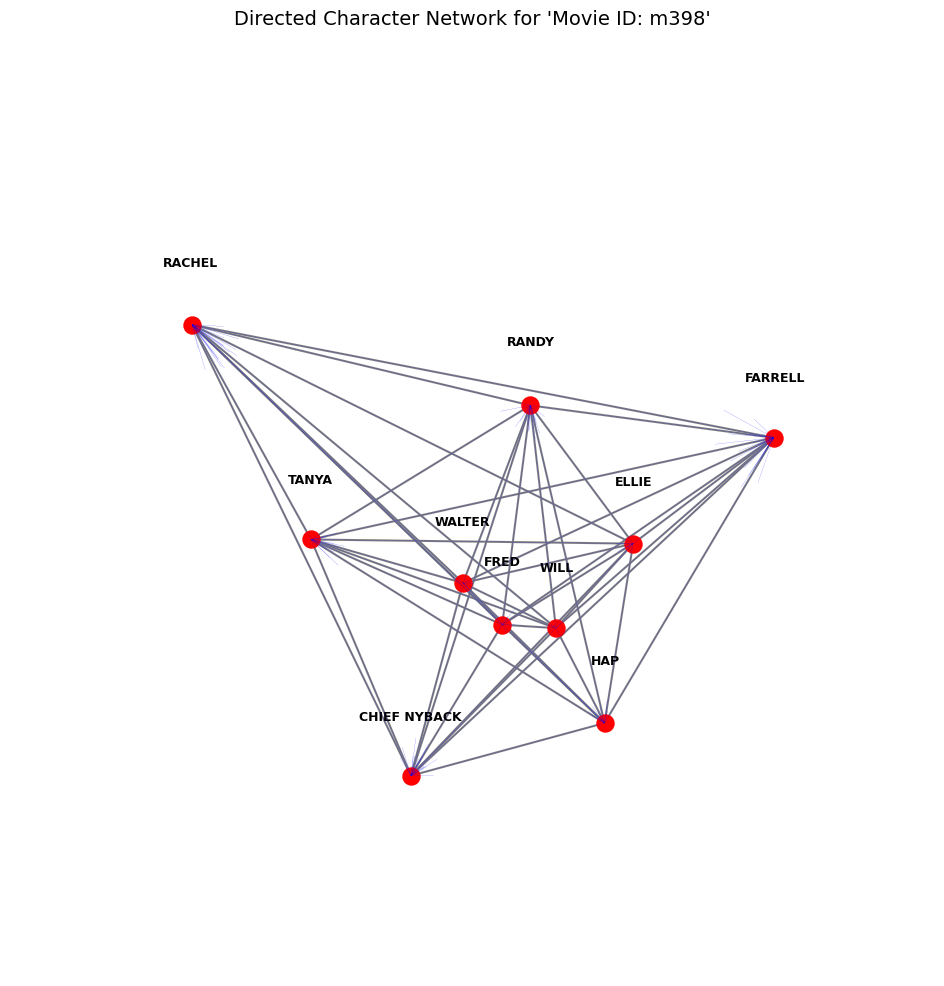 Directed Character Network for 'Movie ID: m398'
RACHEL
RANDY
FARRELL
TANYA
ELLIE
WALTER
FRED
WILL
HAP
CHIEF NYBACK